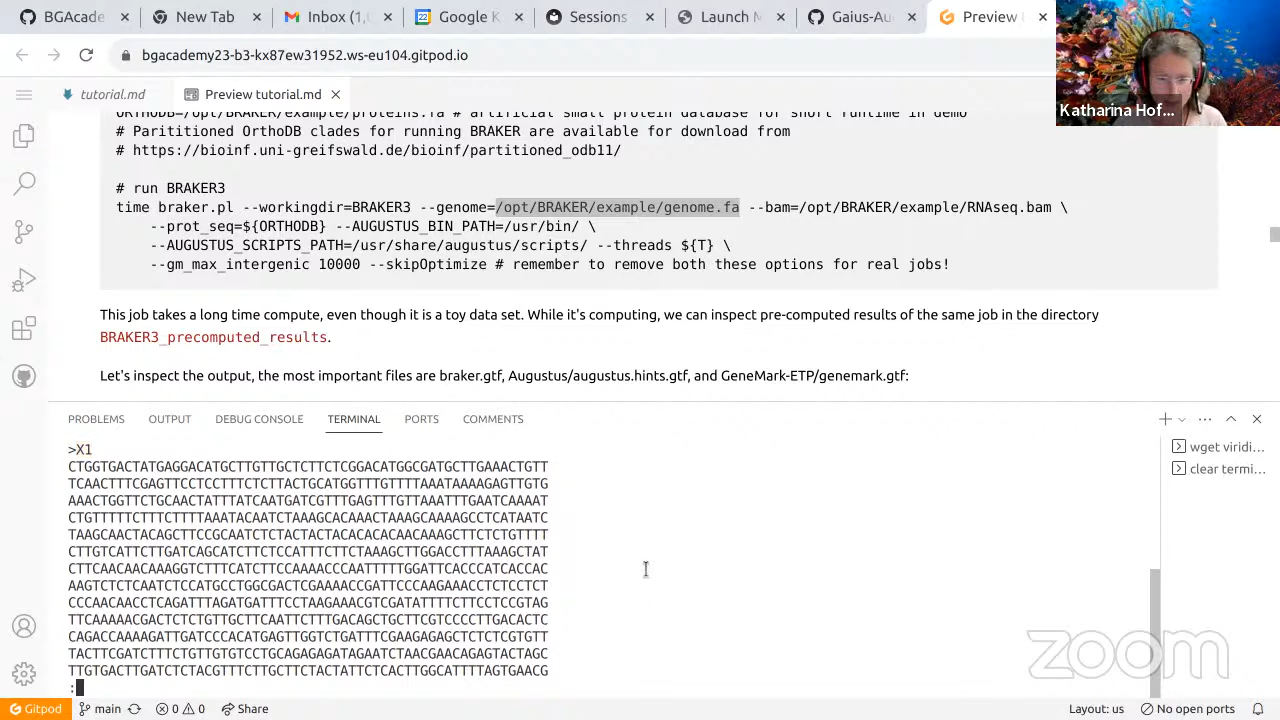 BGAcade
New Tab
Inbox (1,
Google K
Sessions
Launch M
Gaius-Au
Preview
bgacademy23-b3-kx87ew31952.ws-eu104.gitpod.io
Katharina Hof...
tutorial.md
Preview tutorial.md
# Paritioned OrthoDB clades for running BRAKER are available for download from
# https://bioinf.uni-greifswald.de/bioinf/partitioned_odb11/
# run BRAKER3
time braker.pl --workingdir=BRAKER3 --genome=/opt/BRAKER/example/genome.fa --bam=/opt/BRAKER/example/RNAseq.bam \
--prot_seq=${ORTHODB} --AUGUSTUS_BIN_PATH=/usr/bin/ \
--AUGUSTUS_SCRIPTS_PATH=/usr/share/augustus/scripts/ --threads ${T} \
--gm_max_intergenic 10000 --skipOptimize # remember to remove both these options for real jobs!
This job takes a long time compute, even though it is a toy data set. While it's computing, we can inspect pre-computed results of the same job in the directory
BRAKER3_precomputed_results.
Let's inspect the output, the most important files are braker.gtf, Augustus/augustus.hints.gtf, and GeneMark-ETP/genemark.gtf:
PROBLEMS
OUTPUT
DEBUG CONSOLE
TERMINAL
PORTS
COMMENTS
>X1
CTGGTGACTATGAGGACATGCTTGTTGCTCTTCTCGGACATGGCGATGCTTGAAACTGTT
TCAACTTTCGAGTTCCTCCTTTCTCTTACTGCATGGTTTGTTTTAAATAAAAGAGTTGTG
AAACTGGTTCTGCAACTATTTATCAATGATCGTTTGAGTTTGTTAAATTTGAATCAAAAT
CTGTTTTTCTTTCTTTTAAATACAATCTAAAGCACAAACTAAAGCAAAAGCCTCATAATC
TAAGCAACTACAGCTTCCGCAATCTCTACTACTACACACACAACAAAGCTTCTCTGTTTT
CTTGTCATTCTTGATCAGCATCTTCTCCATTTCTTCTAAAGCTTGGACCTTTAAAGCTAT
CTTCAACAACAAAGGTCTTTCATCTTCCAAAACCCAATTTTTGGATTCACCCATCACCAC
AAGTCTCTCAATCTCCATGCCTGGCGACTCGAAAACCGATTCCCAAGAAACCTCTCCTCT
CCCAACAACCTCAGATTTAGATGATTTCCTAAGAAACGTCGATATTTTCTTCCTCCGTAG
TTCAAAAACGACTCTCTGTTGCTTCAATTCTTTGACAGCTGCTTCGTCCCCTTGACACTC
CAGACCAAAAGATTGATCCCACATGAGTTGGTCTGATTTCGAAGAGAGCTCTCTCGTGTT
TACTTCGATCTTTCTGTTGTGTCCTGCAGAGAGATAGAATCTAACGAACAGAGTACTAGC
TTGTGACTTGATCTCTACGTTTCTTGCTTCTACTATTCTCACTTGGCATTTTAGTGAACG
:
wget viridi...
clear termi...
zoom
Gitpod
main
0
0
Share
Layout: us
No open ports